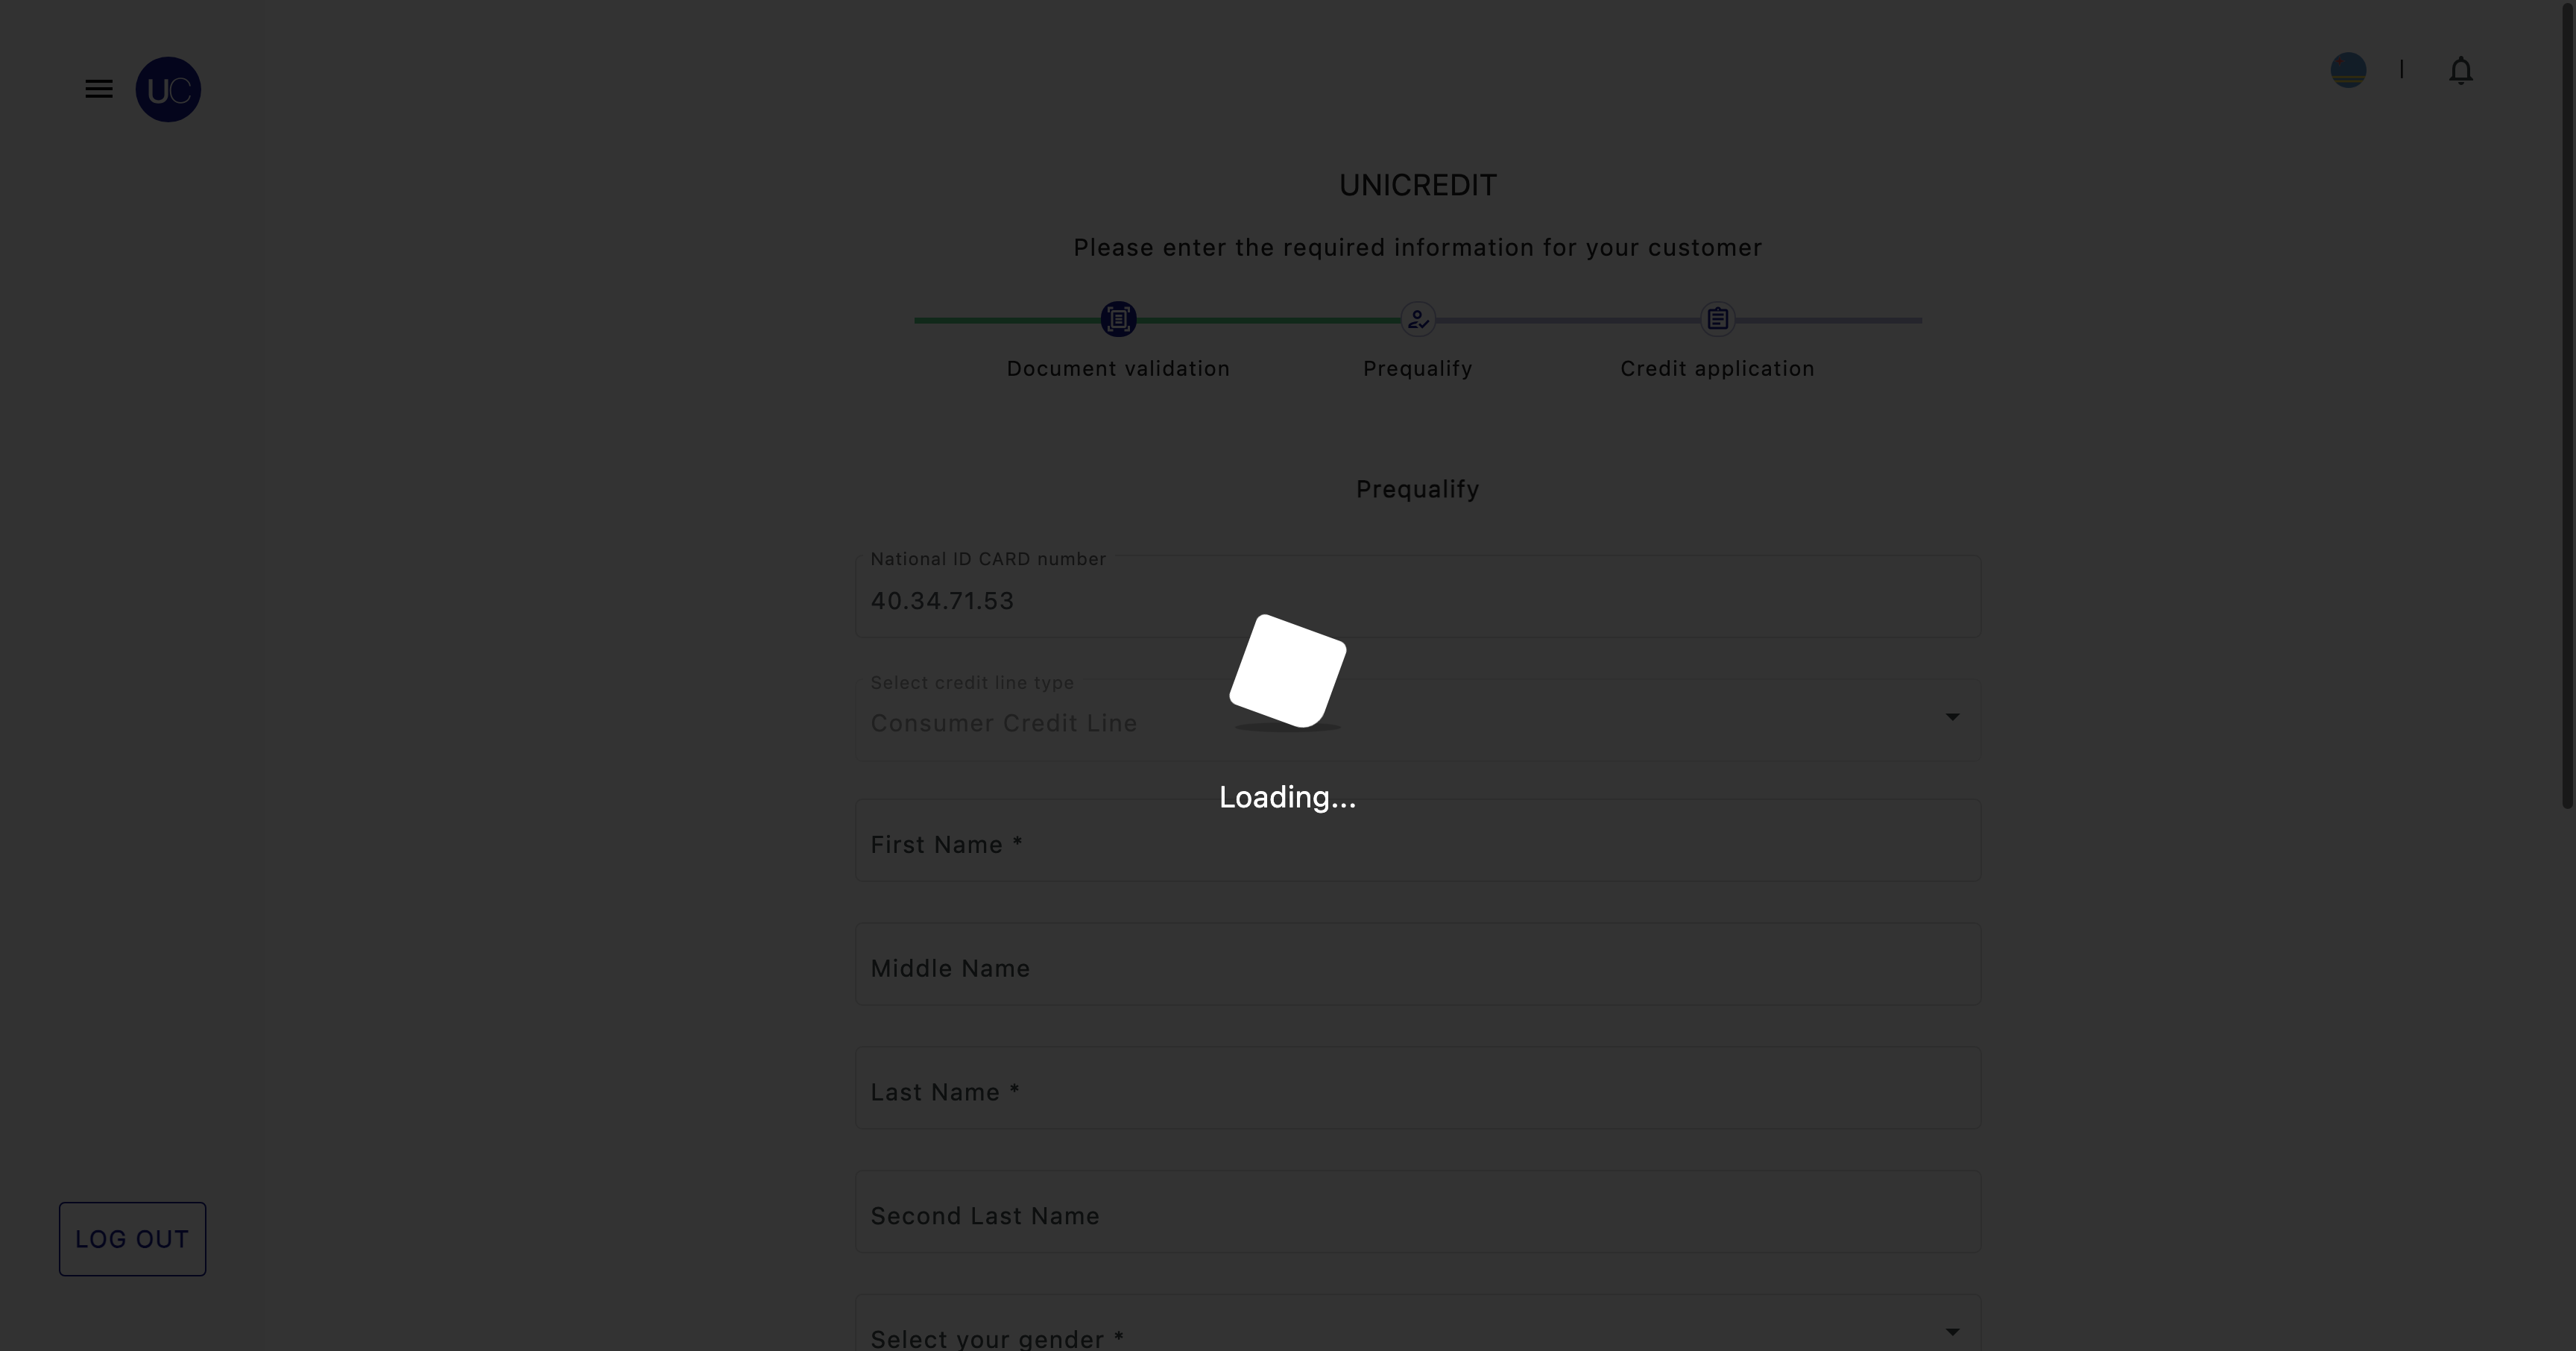 UC
UNICREDIT
Please enter the required information for your customer
Document validation
Prequalify
Credit application
Prequalify
National ID CARD number
40.34.71.53
Select credit line type
Consumer Credit Line
Loading...
First Name *
Middle Name
Last Name *
Second Last Name
LOG OUT
Select your gender *